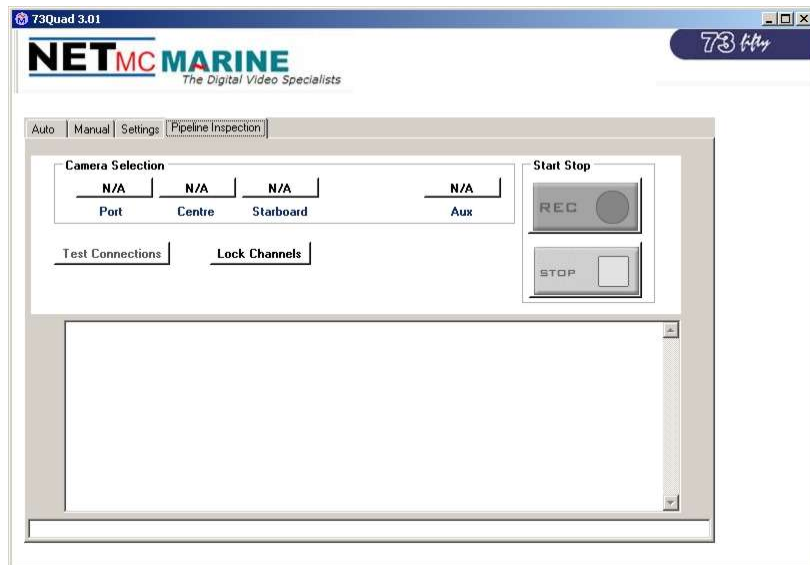 73Quad 3.01
NETMC MARINE
The Digital Video Specialists
73 fifty
Auto Manual Settings Pipeline Inspection
Camera Selection
Start Stop
N/A N/A N/A N/A
Port Centre Starboard Aux
REC
Test Connections Lock Channels
STOP